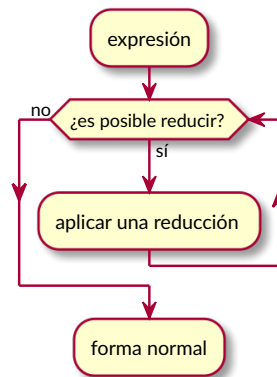 expresión
¿es posible reducir?
no
sí
aplicar una reducción
forma normal